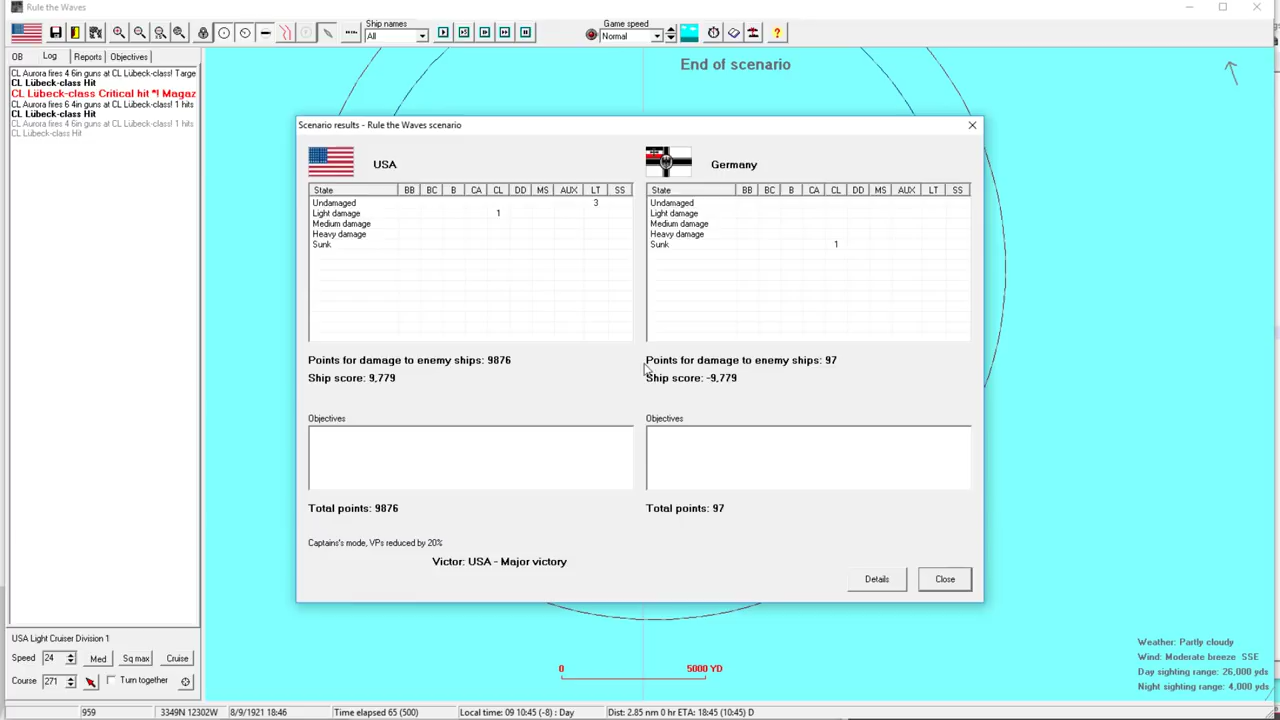 Rule the Waves
Ship names
All
Game speed
Normal
OB Log Reports Objectives
End of scenario
CL Aurora fires 4 6in guns at CL Lübeck-class! Targe
CL Lübeck-class Hit
CL Lübeck-class Critical hit *! Magaz
CL Aurora fires 6 4in guns at CL Lübeck-class! 1 hits
CL Lübeck-class Hit
CL Aurora fires 4 6in guns at CL Lübeck-class! 1 hits
CL Lübeck-class Hit
Scenario results - Rule the Waves scenario
USA
Germany
State BB BC B CA CL DD MS AUX LT SS
Undamaged 3
Light damage 1
Medium damage
Heavy damage
Sunk
State BB BC B CA CL DD MS AUX LT SS
Undamaged
Light damage
Medium damage
Heavy damage
Sunk 1
Points for damage to enemy ships: 9876
Ship score: 9,779
Points for damage to enemy ships: 97
Ship score: -9,779
Objectives
Objectives
Total points: 9876
Total points: 97
Captains's mode, VPs reduced by 20%
Victor: USA - Major victory
Details
Close
USA Light Cruiser Division 1
Speed 24 Med Sq max Cruise
Course 271 Turn together
0 5000 YD
Weather: Partly cloudy
Wind: Moderate breeze SSE
Day sighting range: 26,000 yds
Night sighting range: 4,000 yds
959 3349N 12302W 8/9/1921 18:46 Time elapsed 65 (500) Local time: 09 10:45 (-8) : Day Dist: 2.85 nm 0 hr ETA: 18:45 (10:45) D